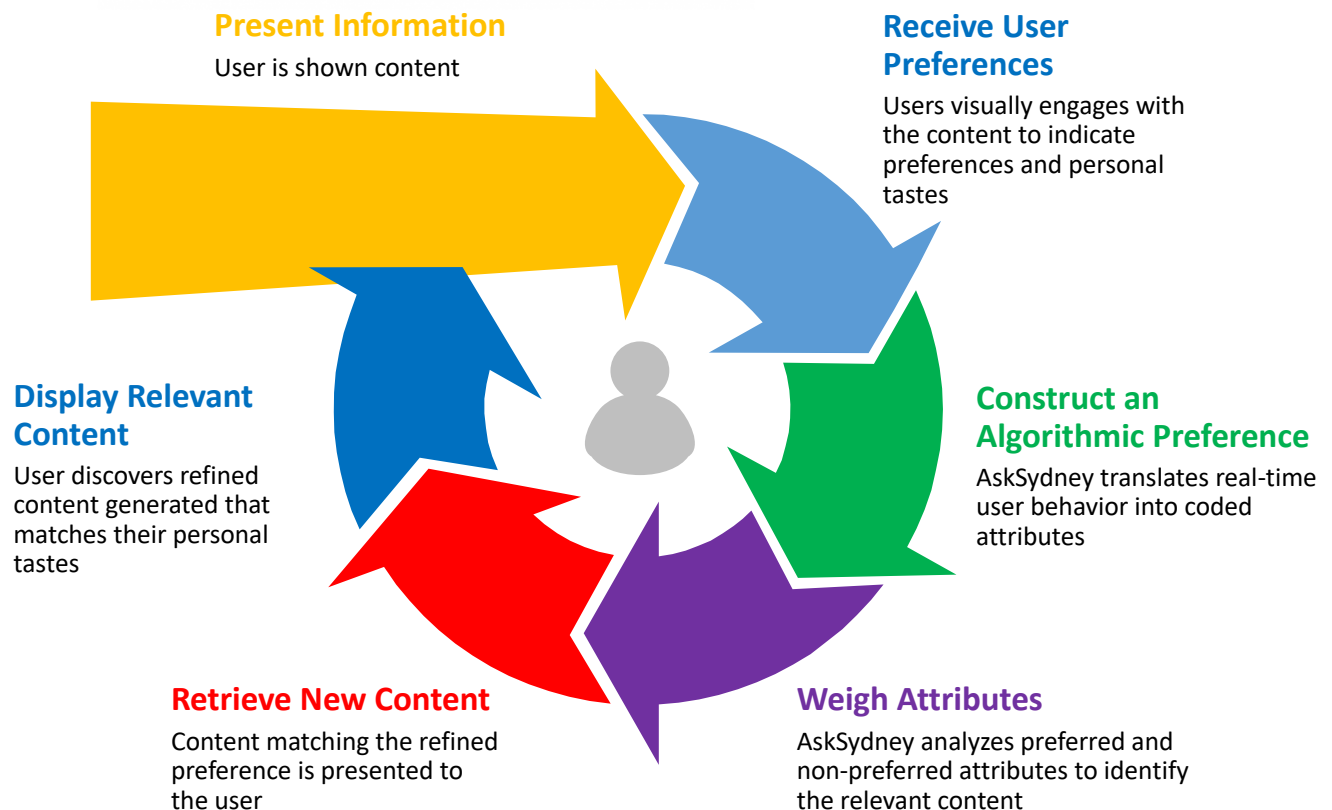 Present Information
User is shown content
Receive User
Preferences
Users visually engages with
the content to indicate
preferences and personal
tastes
Construct an
Algorithmic Preference
AskSydney translates real-time
user behavior into coded
attributes
Weigh Attributes
AskSydney analyzes preferred and
non-preferred attributes to identify
the relevant content
Retrieve New Content
Content matching the refined
preference is presented to
the user
Display Relevant
Content
User discovers refined
content generated that
matches their personal
tastes